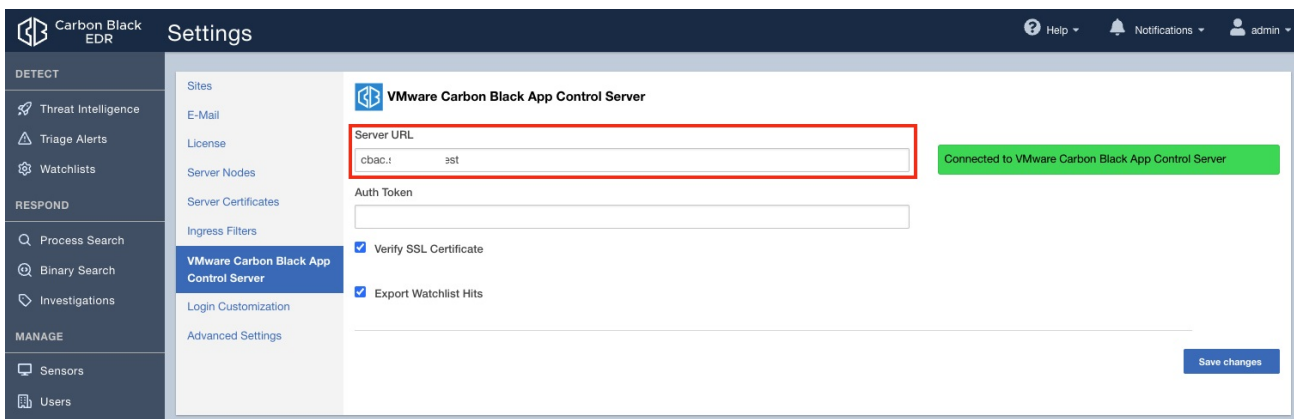 Carbon Black
EDR
Settings
Help
Notifications
admin
DETECT
Threat Intelligence
Triage Alerts
Watchlists
RESPOND
Process Search
Binary Search
Investigations
MANAGE
Sensors
Users
Sites
E-Mail
License
Server Nodes
Server Certificates
Ingress Filters
VMware Carbon Black App
Control Server
Login Customization
Advanced Settings
VMware Carbon Black App Control Server
Server URL
Connected to VMware Carbon Black App Control Server
Auth Token
Verify SSL Certificate
Export Watchlist Hits
Save changes